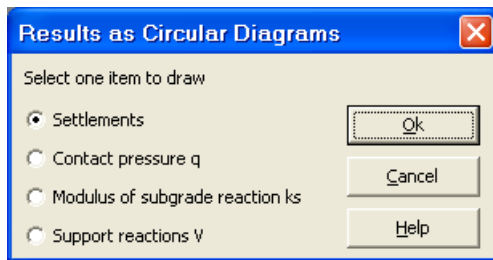 Results as Circular Diagrams
Select one item to draw
Settlements
Contact pressure q
Modulus of subgrade reaction ks
Support reactions V
Ok
Cancel
Help